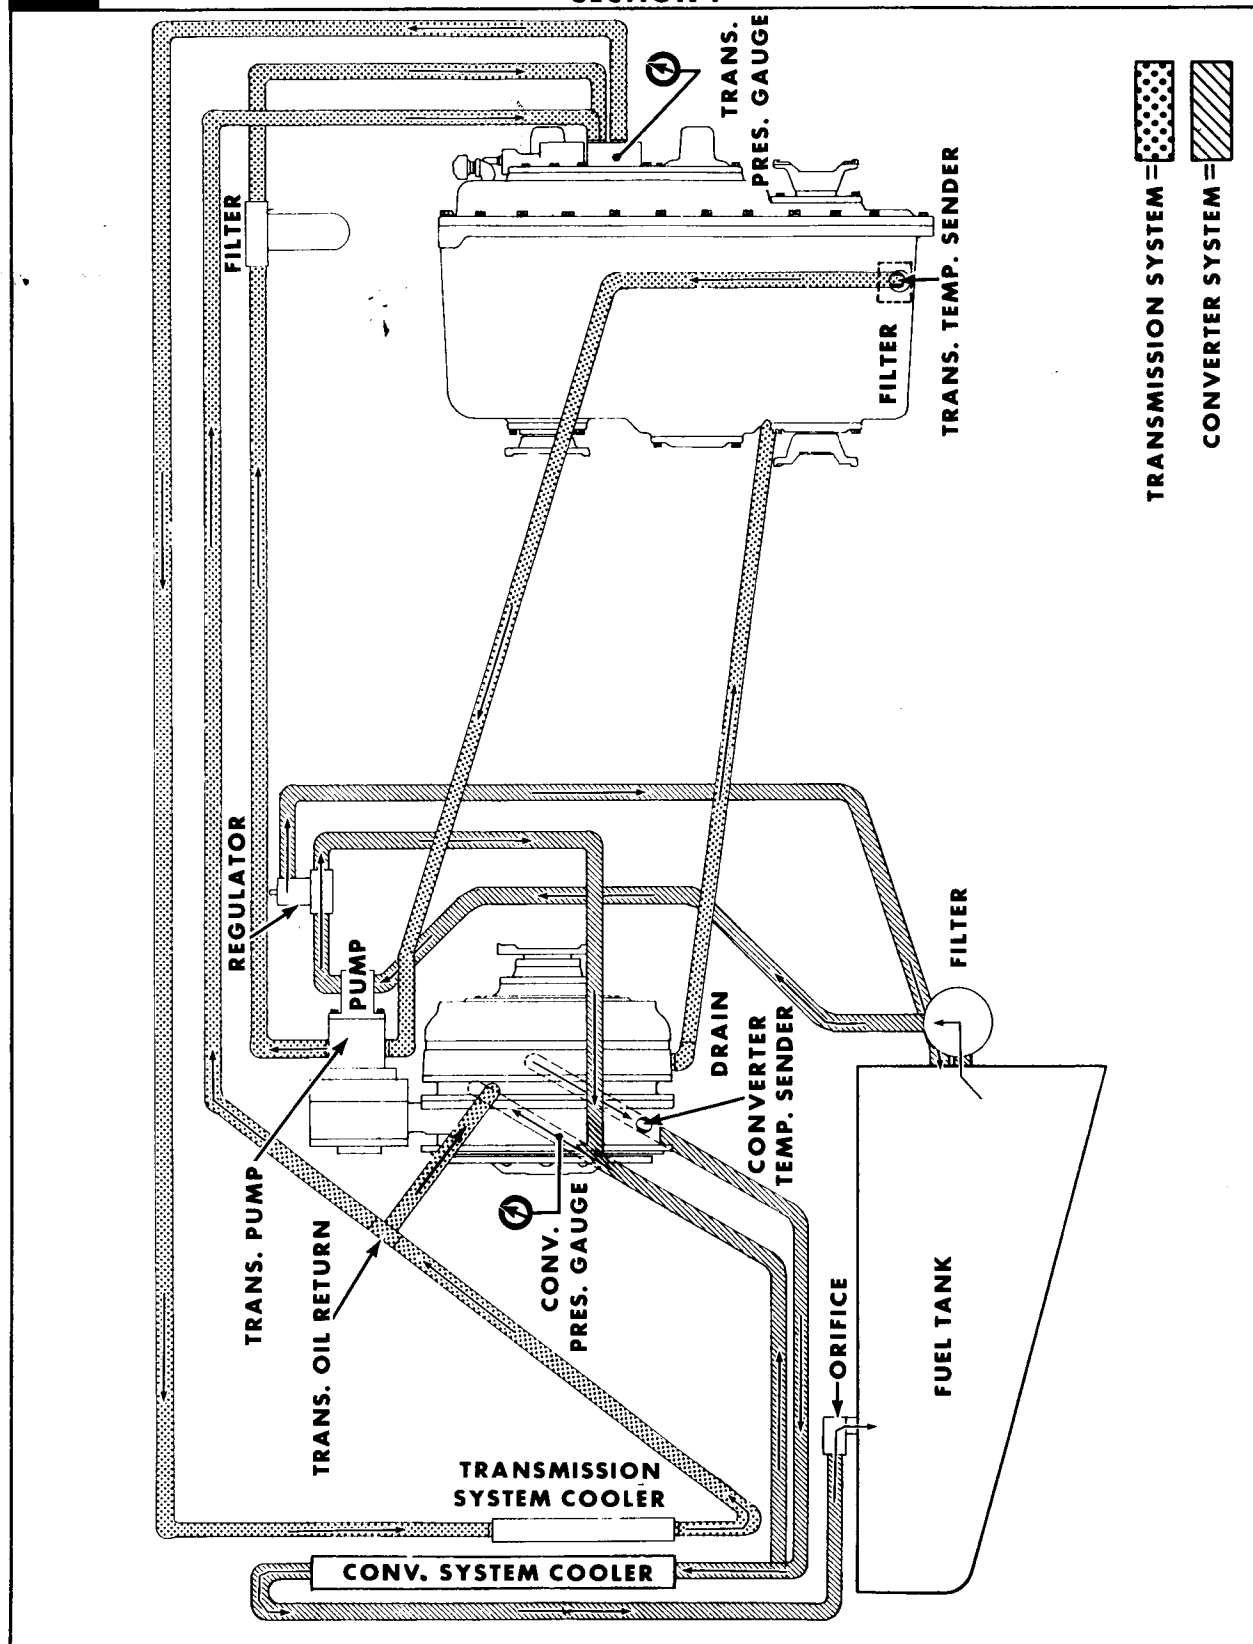 TRANS.
PRES. GAUGE
FILTER
TRANS. TEMP. SENDER
FILTER
TRANSMISSION SYSTEM =
CONVERTER SYSTEM =
REGULATOR
PUMP
FILTER
DRAIN
CONVERTER
TEMP. SENDER
TRANS. PUMP
TRANS. OIL RETURN
CONV.
PRES. GAUGE
ORIFICE
FUEL TANK
TRANSMISSION
SYSTEM COOLER
CONV. SYSTEM COOLER